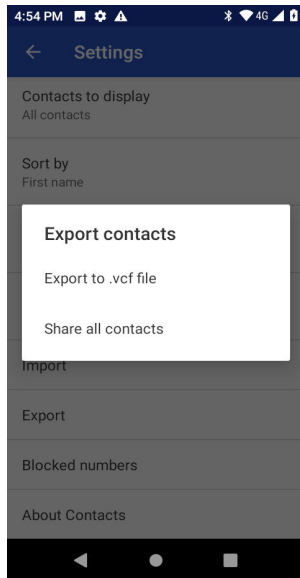 4:54 PM
4G
Settings
Contacts to display
All contacts
Sort by
First name
Export contacts
Export to .vcf file
Share all contacts
Import
Export
Blocked numbers
About Contacts